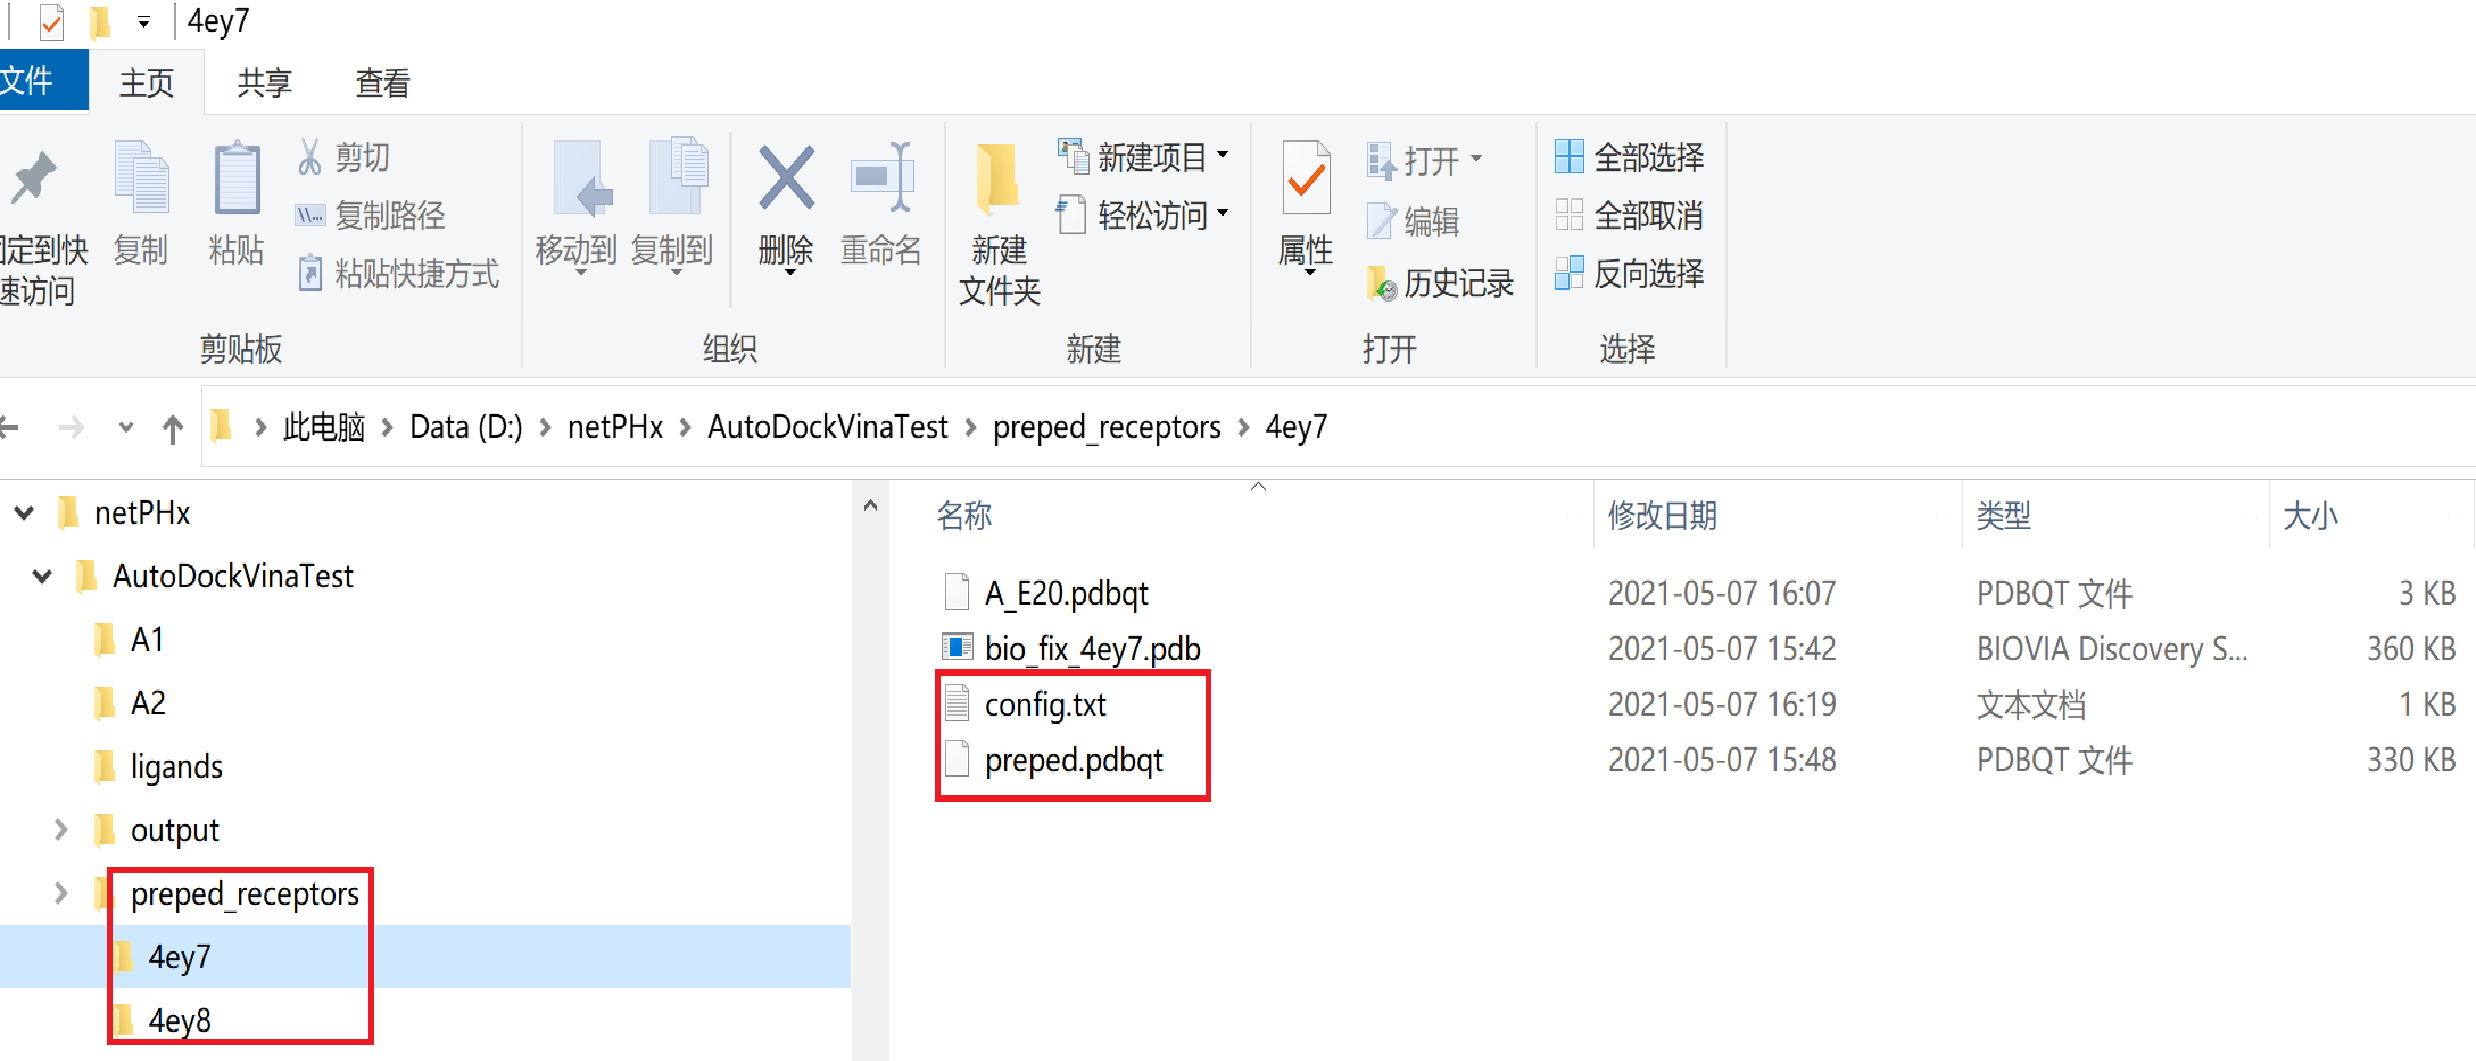 4ey7
文件 主页 共享 查看
剪切
复制路径
粘贴快捷方式
固定到快
速访问
复制
粘贴
剪贴板
移动到
复制到
删除
重命名
组织
新建
文件夹
新建项目
轻松访问
新建
属性
打开
编辑
历史记录
打开
全部选择
全部取消
反向选择
选择
此电脑 Data (D:) netPHx AutoDockVinaTest preped_receptors 4ey7
netPHx
AutoDockVinaTest
A1
A2
ligands
output
preped_receptors
4ey7
4ey8
名称 修改日期 类型 大小
A_E20.pdbqt 2021-05-07 16:07 PDBQT 文件 3 KB
bio_fix_4ey7.pdb 2021-05-07 15:42 BIOVIA Discovery S... 360 KB
config.txt 2021-05-07 16:19 文本文档 1 KB
preped.pdbqt 2021-05-07 15:48 PDBQT 文件 330 KB